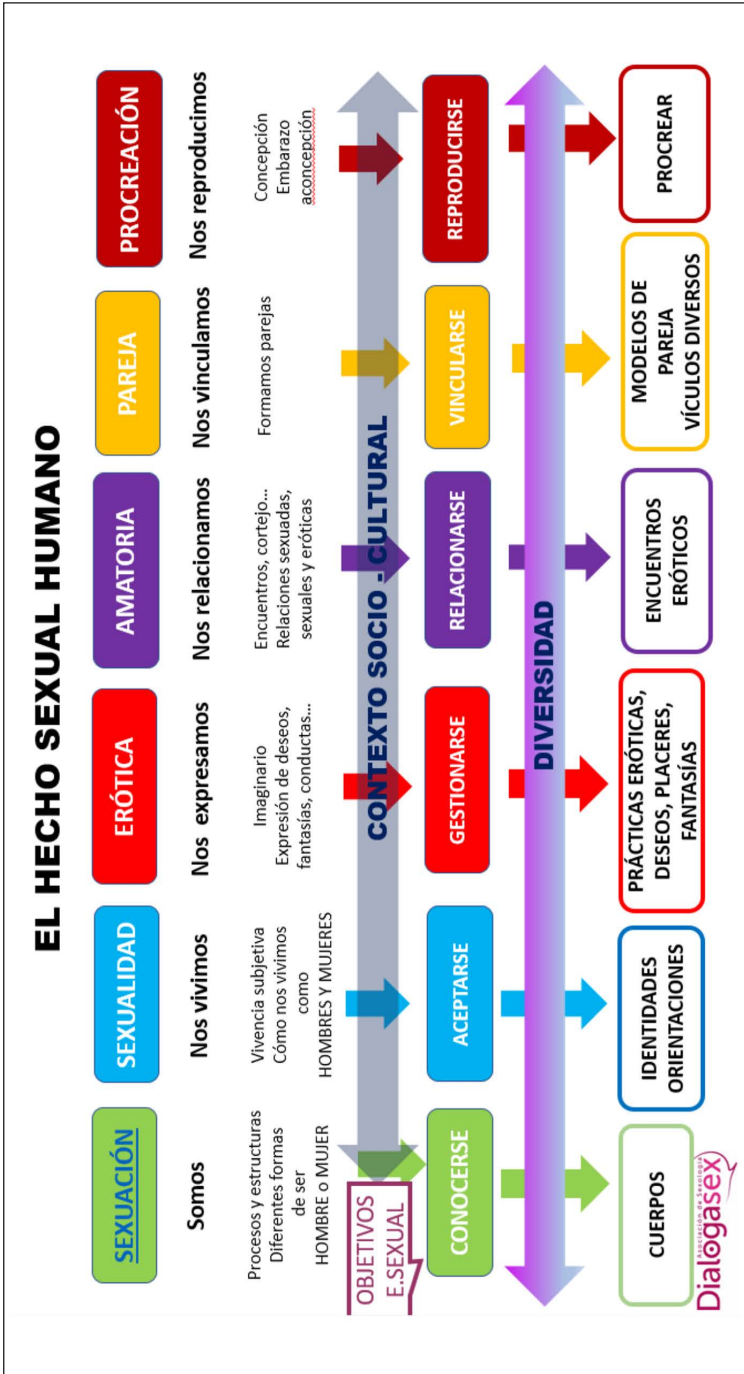 EL HECHO SEXUAL HUMANO
SEXUACIÓN
SEXUALIDAD
ERÓTICA
AMATORIA
PAREJA
PROCREACIÓN
Somos
Nos vivimos
Nos expresamos
Nos relacionamos
Nos vinculamos
Nos reproducimos
Procesos y estructuras
Diferentes formas
de ser
HOMBRE o MUJER
Vivencia subjetiva
Cómo nos vivimos
como
HOMBRES Y MUJERES
Imaginario
Expresión de deseos,
fantasías, conductas...
Encuentros, cortejo...
Relaciones sexuadas,
sexuales y eróticas
Formamos parejas
Concepción
Embarazo
aconcepción
CONTEXTO SOCIO - CULTURAL
OBJETIVOS
E.SEXUAL
CONOCERSE
ACEPTARSE
GESTIONARSE
RELACIONARSE
VINCULARSE
REPRODUCIRSE
DIVERSIDAD
CUERPOS
IDENTIDADES
ORIENTACIONES
PRÁCTICAS ERÓTICAS,
DESEOS, PLACERES,
FANTASÍAS
ENCUENTROS
ERÓTICOS
MODELOS DE
PAREJA
VÍCULOS DIVERSOS
PROCREAR
Asociación de Sexología
Dialogasex